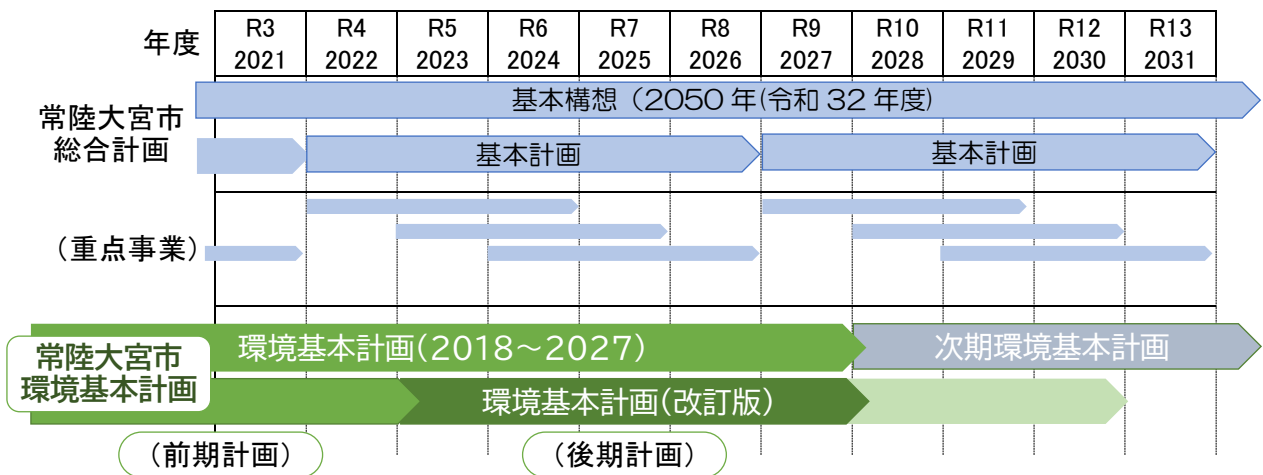 年度
R3 R4 R5 R6 R7 R8 R9 R10 R11 R12 R13
2021 2022 2023 2024 2025 2026 2027 2028 2029 2030 2031
常陸大宮市
総合計画
基本構想（2050年(令和32年度)
基本計画 基本計画
（重点事業）
常陸大宮市
環境基本計画
環境基本計画(2018～2027) 次期環境基本計画
環境基本計画(改訂版)
（前期計画） （後期計画）